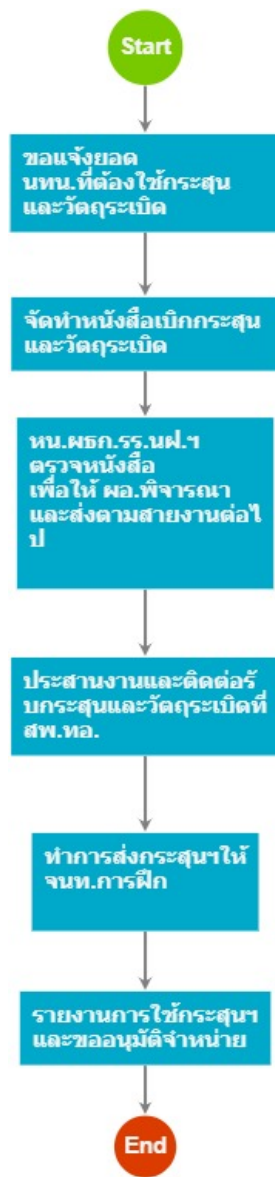 Start
ขอแจ้งยอด
นทน.ที่ต้องใช้กระสุน
และวัตถุระเบิด
จัดทำหนังสือเบิกกระสุน
และวัตถุระเบิด
หน.ผธก.รร.นฝ.ฯ
ตรวจหนังสือ
เพื่อให้ ผอ.พิจารณา
และส่งตามสายงานต่อไ
ป
ประสานงานและติดต่อรั
บกระสุนและวัตถุระเบิดที่
สพ.ทอ.
ทำการส่งกระสุนฯให้
จนท.การฝึก
รายงานการใช้กระสุนฯ
และขออนุมัติจำหน่าย
End